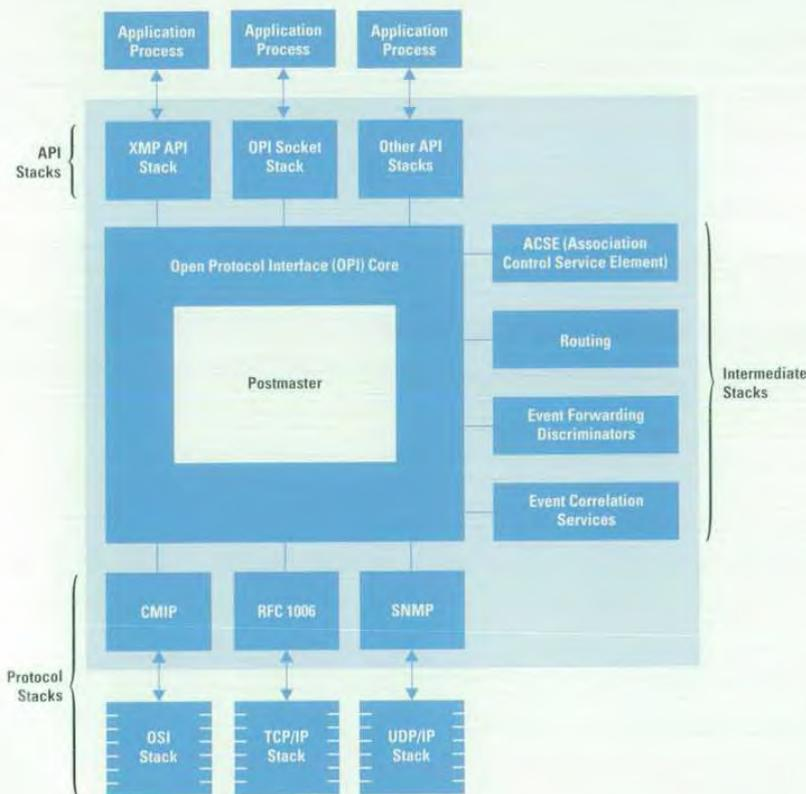 Application
Process
Application
Process
Application
Process
API
Stacks
XMP API
Stack
OPI Socket
Stack
Other API
Stacks
Open Protocol Interface (OPI) Core
Postmaster
ACSE (Association
Control Service Element)
Routing
Event Forwarding
Discriminators
Event Correlation
Services
Intermediate
Stacks
CMIP
RFC 1006
SNMP
Protocol
Stacks
OSI
Stack
TCP/IP
Stack
UDP/IP
Stack